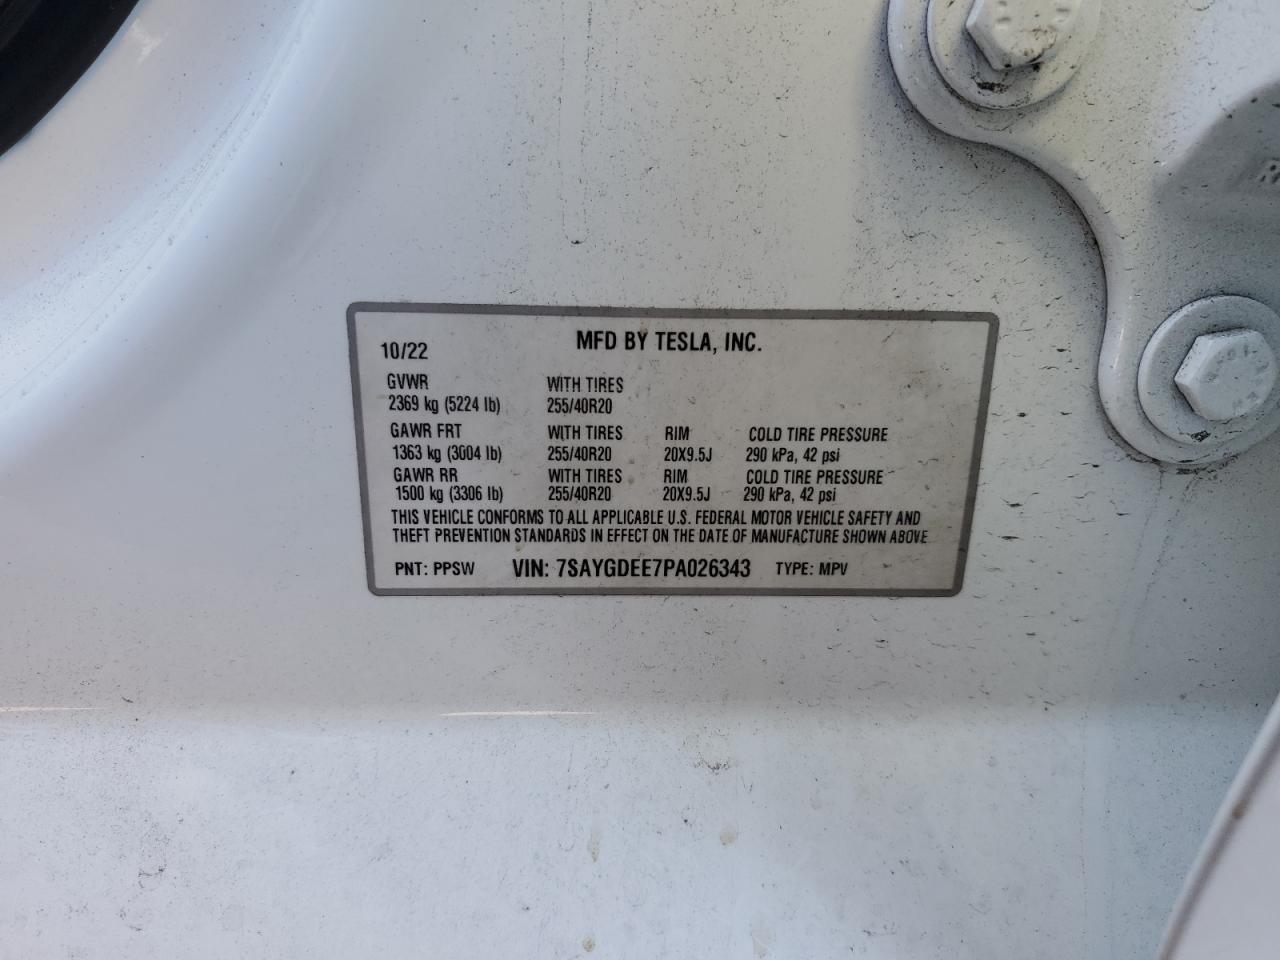 MFD BY TESLA, INC.
10/22
GVWR WITH TIRES
2369 kg (5224 lb) 255/40R20
GAWR FRT WITH TIRES RIM COLD TIRE PRESSURE
1363 kg (3004 lb) 255/40R20 20X9.5J 290 kPa, 42 psi
GAWR RR WITH TIRES RIM COLD TIRE PRESSURE
1500 kg (3306 lb) 255/40R20 20X9.5J 290 kPa, 42 psi
THIS VEHICLE CONFORMS TO ALL APPLICABLE U.S. FEDERAL MOTOR VEHICLE SAFETY AND
THEFT PREVENTION STANDARDS IN EFFECT ON THE DATE OF MANUFACTURE SHOWN ABOVE
PNT: PPSW VIN: 7SAYGDEE7PA026343 TYPE: MPV